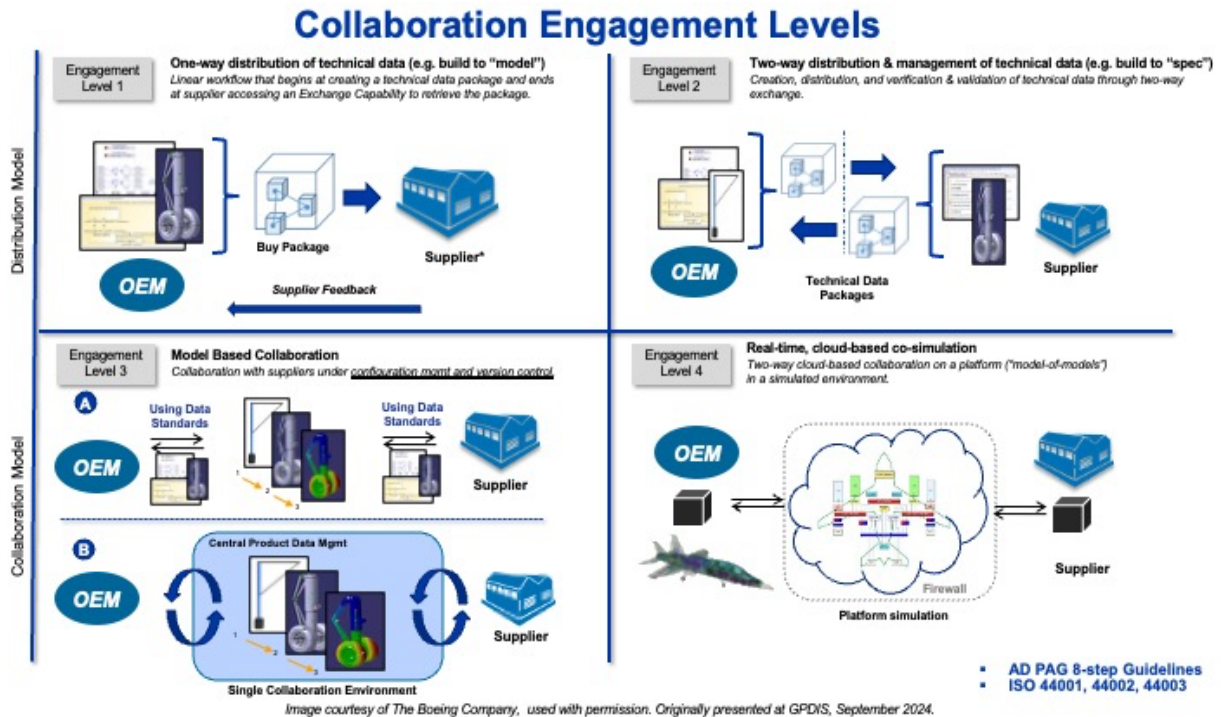 Collaboration Engagement Levels
Engagement
Level 1
One-way distribution of technical data (e.g. build to “model”)
Linear workflow that begins at creating a technical data package and ends
at supplier accessing an Exchange Capability to retrieve the package.
Buy Package
Supplier*
OEM
Supplier Feedback
Engagement
Level 2
Two-way distribution & management of technical data (e.g. build to “spec”)
Creation, distribution, and verification & validation of technical data through two-way
exchange.
OEM
Technical Data
Packages
Supplier
Distribution Model
Engagement
Level 3
Model Based Collaboration
Collaboration with suppliers under configuration mgmt and version control.
A
Using Data
Standards
Using Data
Standards
OEM
1
2
3
Supplier
B
Central Product Data Mgmt
OEM
1
2
3
Supplier
Single Collaboration Environment
Collaboration Model
Engagement
Level 4
Real-time, cloud-based co-simulation
Two-way cloud-based collaboration on a platform (“model-of-models”)
in a simulated environment.
OEM
Firewall
Supplier
Platform simulation
▪ AD PAG 8-step Guidelines
▪ ISO 44001, 44002, 44003
Image courtesy of The Boeing Company, used with permission. Originally presented at GPDIS, September 2024.